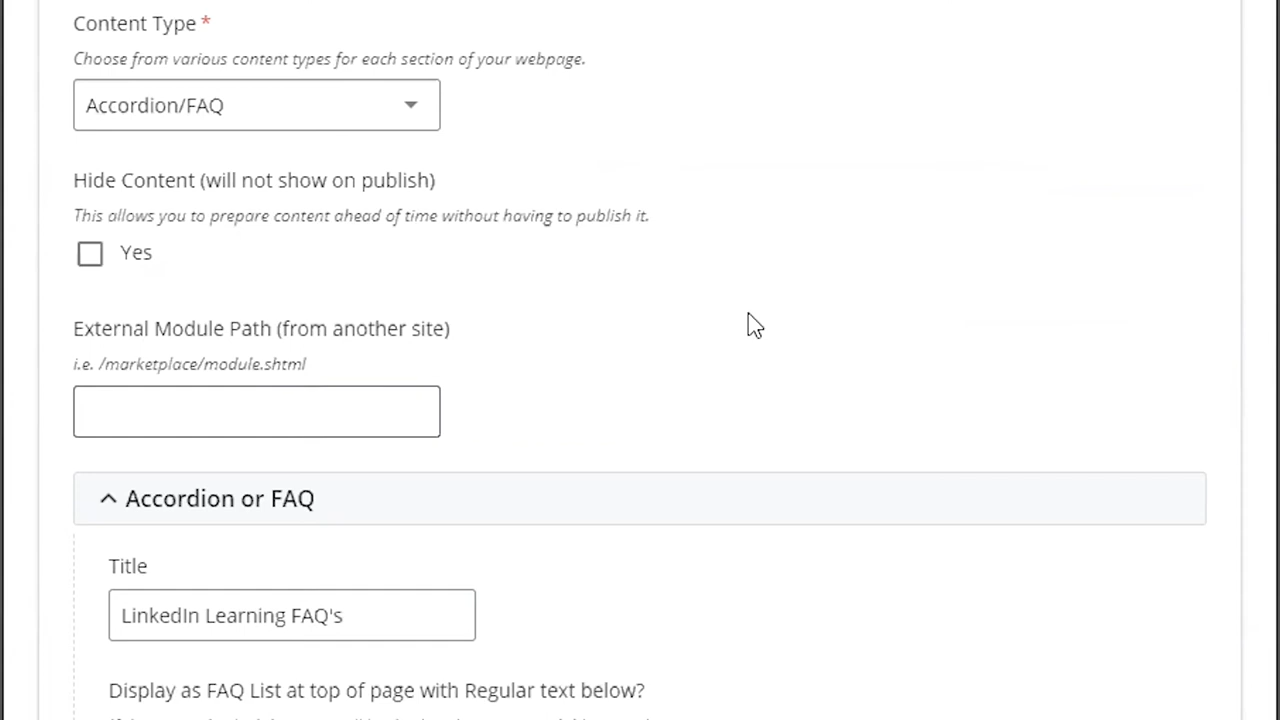 Content Type *
Choose from various content types for each section of your webpage.
Accordion/FAQ
Hide Content (will not show on publish)
This allows you to prepare content ahead of time without having to publish it.
Yes
External Module Path (from another site)
i.e. /marketplace/module.shtml
Accordion or FAQ
Title
LinkedIn Learning FAQ's
Display as FAQ List at top of page with Regular text below?